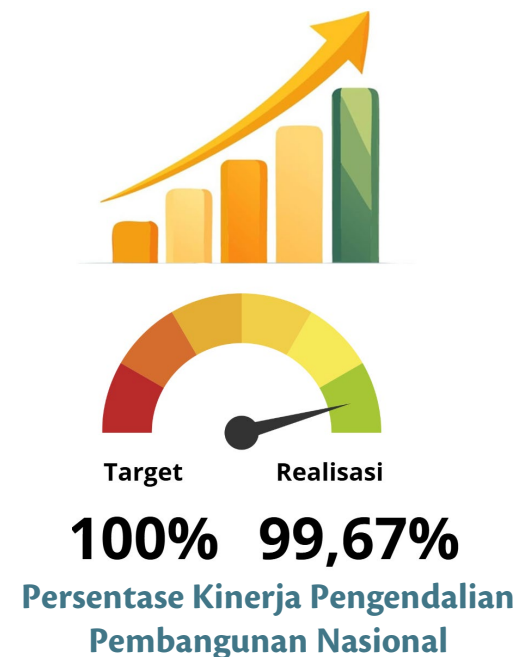 Target Realisasi
100% 99,67%
Persentase Kinerja Pengendalian
Pembangunan Nasional